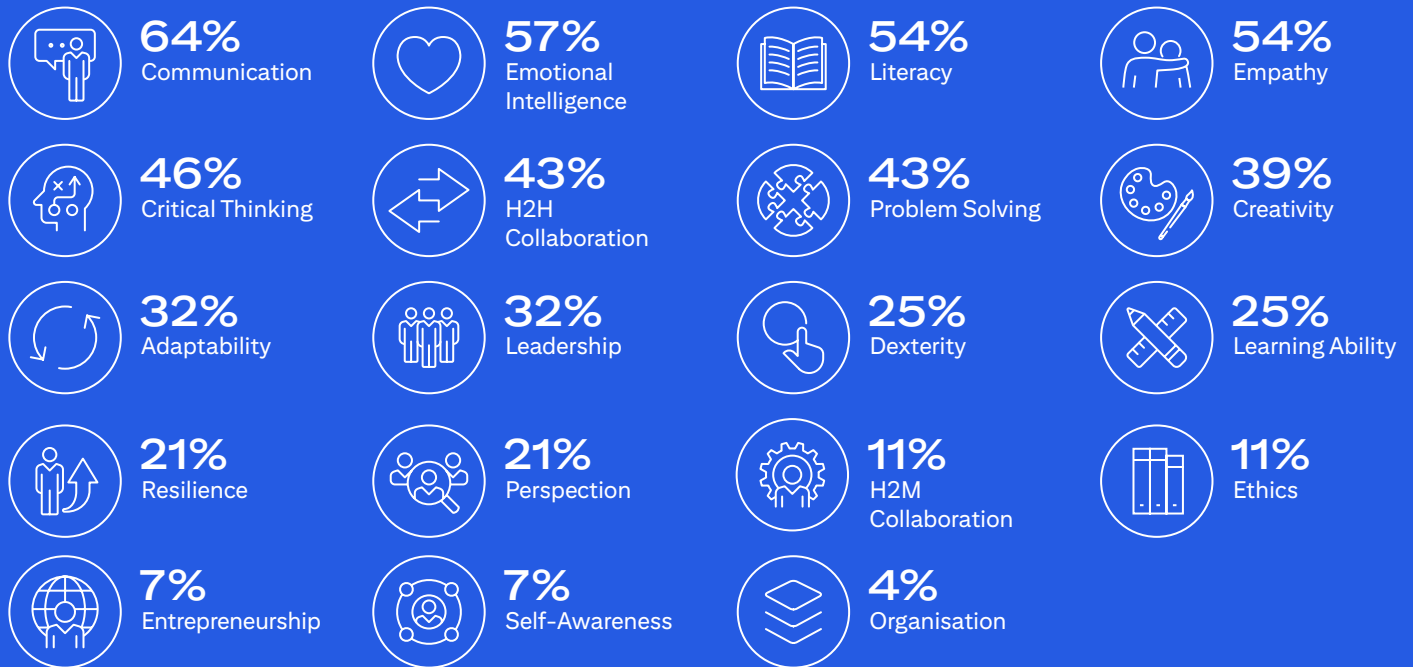 64%
Communication
57%
Emotional
Intelligence
54%
Literacy
54%
Empathy
46%
Critical Thinking
43%
H2H
Collaboration
43%
Problem Solving
39%
Creativity
32%
Adaptability
32%
Leadership
25%
Dexterity
25%
Learning Ability
21%
Resilience
21%
Perspection
11%
H2M
Collaboration
11%
Ethics
7%
Entrepreneurship
7%
Self-Awareness
4%
Organisation